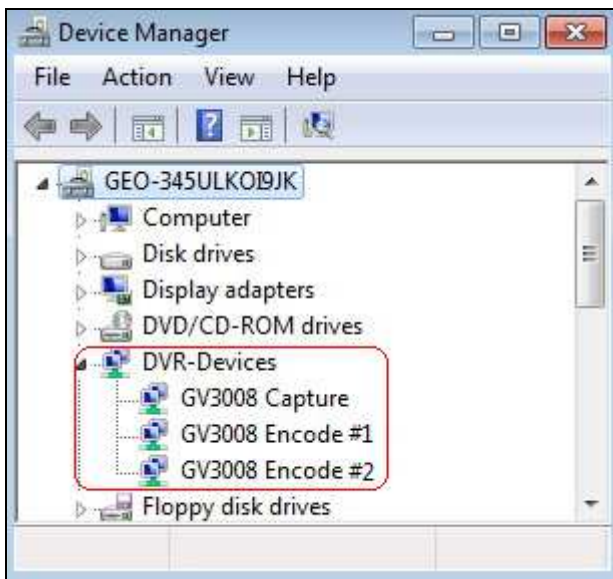 Device Manager
File Action View Help
GEO-345ULKOI9JK
Computer
Disk drives
Display adapters
DVD/CD-ROM drives
DVR-Devices
GV3008 Capture
GV3008 Encode #1
GV3008 Encode #2
Floppy disk drives